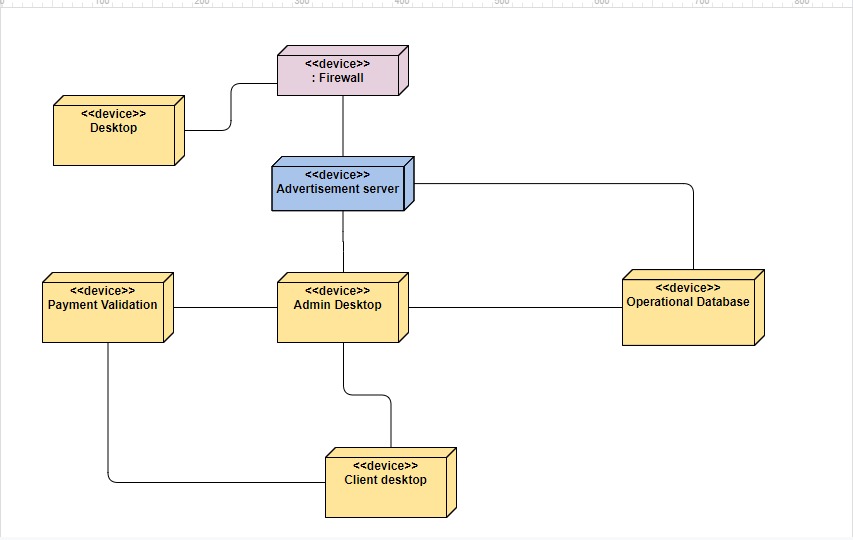 0 100 200 300 400 500 600 700 800
<<device>>
: Firewall
<<device>>
Desktop
<<device>>
Advertisement server
<<device>>
Payment Validation
<<device>>
Admin Desktop
<<device>>
Operational Database
<<device>>
Client desktop